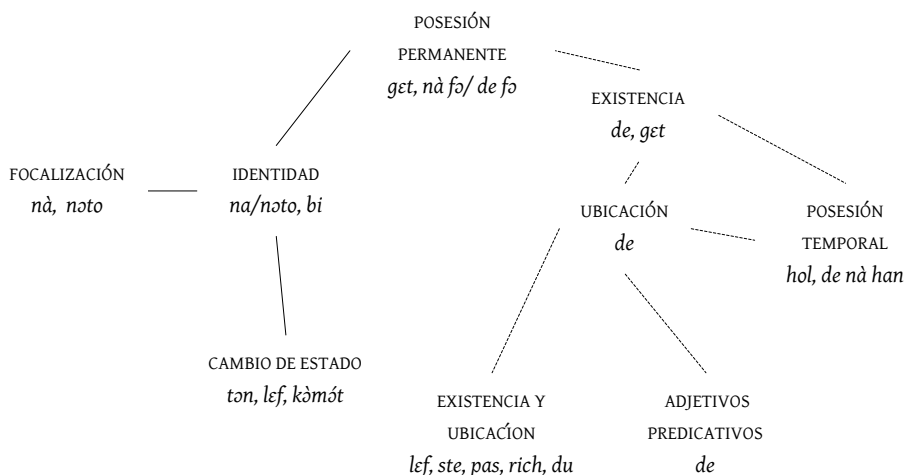 POSESIÓN
PERMANENTE
gɛt, nà fɔ/ de fɔ
EXISTENCIA
de, gɛt
FOCALIZACIÓN
nà, nɔto
IDENTIDAD
na/nɔto, bi
UBICACIÓN
de
POSESIÓN
TEMPORAL
hol, de nà han
CAMBIO DE ESTADO
tɔn, lɛf, kɔ̀mɔ́t
EXISTENCIA Y
UBICACÍON
lɛf, ste, pas, rich, du
ADJETIVOS
PREDICATIVOS
de